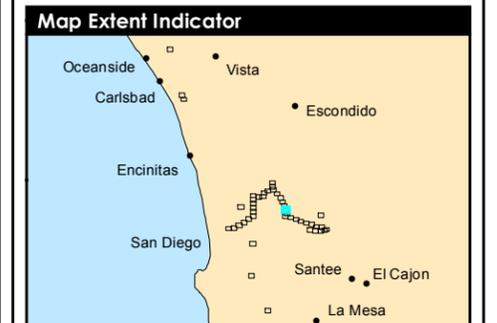 Map Extent Indicator
Oceanside
Vista
Carlsbad
Escondido
Encinitas
San Diego
Santee
El Cajon
La Mesa